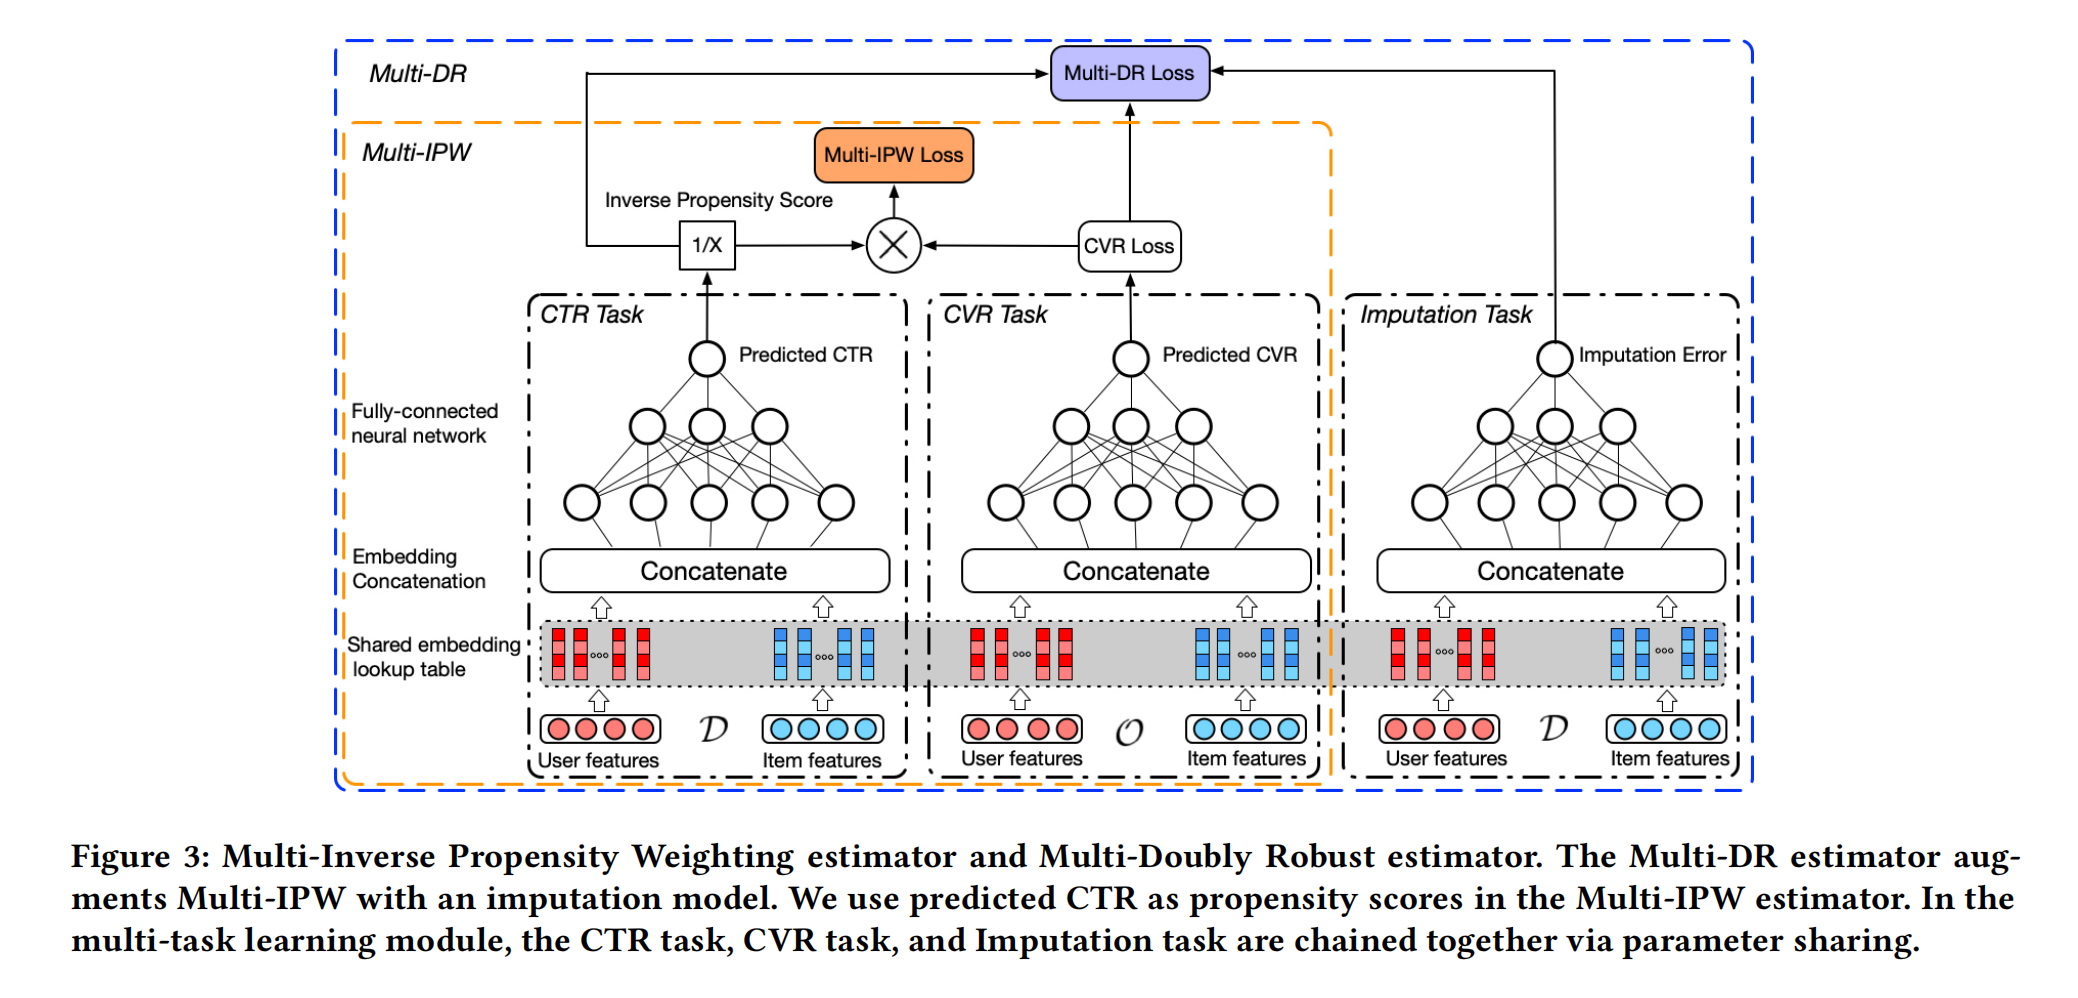 Multi-DR
Multi-DR Loss
Multi-IPW
Multi-IPW Loss
Inverse Propensity Score
1/X
CVR Loss
CTR Task
CVR Task
Imputation Task
Predicted CTR
Predicted CVR
Imputation Error
Fully-connected
neural network
Embedding
Concatenation
Concatenate
Concatenate
Concatenate
Shared embedding
lookup table
D
O
D
User features
Item features
User features
Item features
User features
Item features
Figure 3: Multi-Inverse Propensity Weighting estimator and Multi-Doubly Robust estimator. The Multi-DR estimator aug-
ments Multi-IPW with an imputation model. We use predicted CTR as propensity scores in the Multi-IPW estimator. In the
multi-task learning module, the CTR task, CVR task, and Imputation task are chained together via parameter sharing.